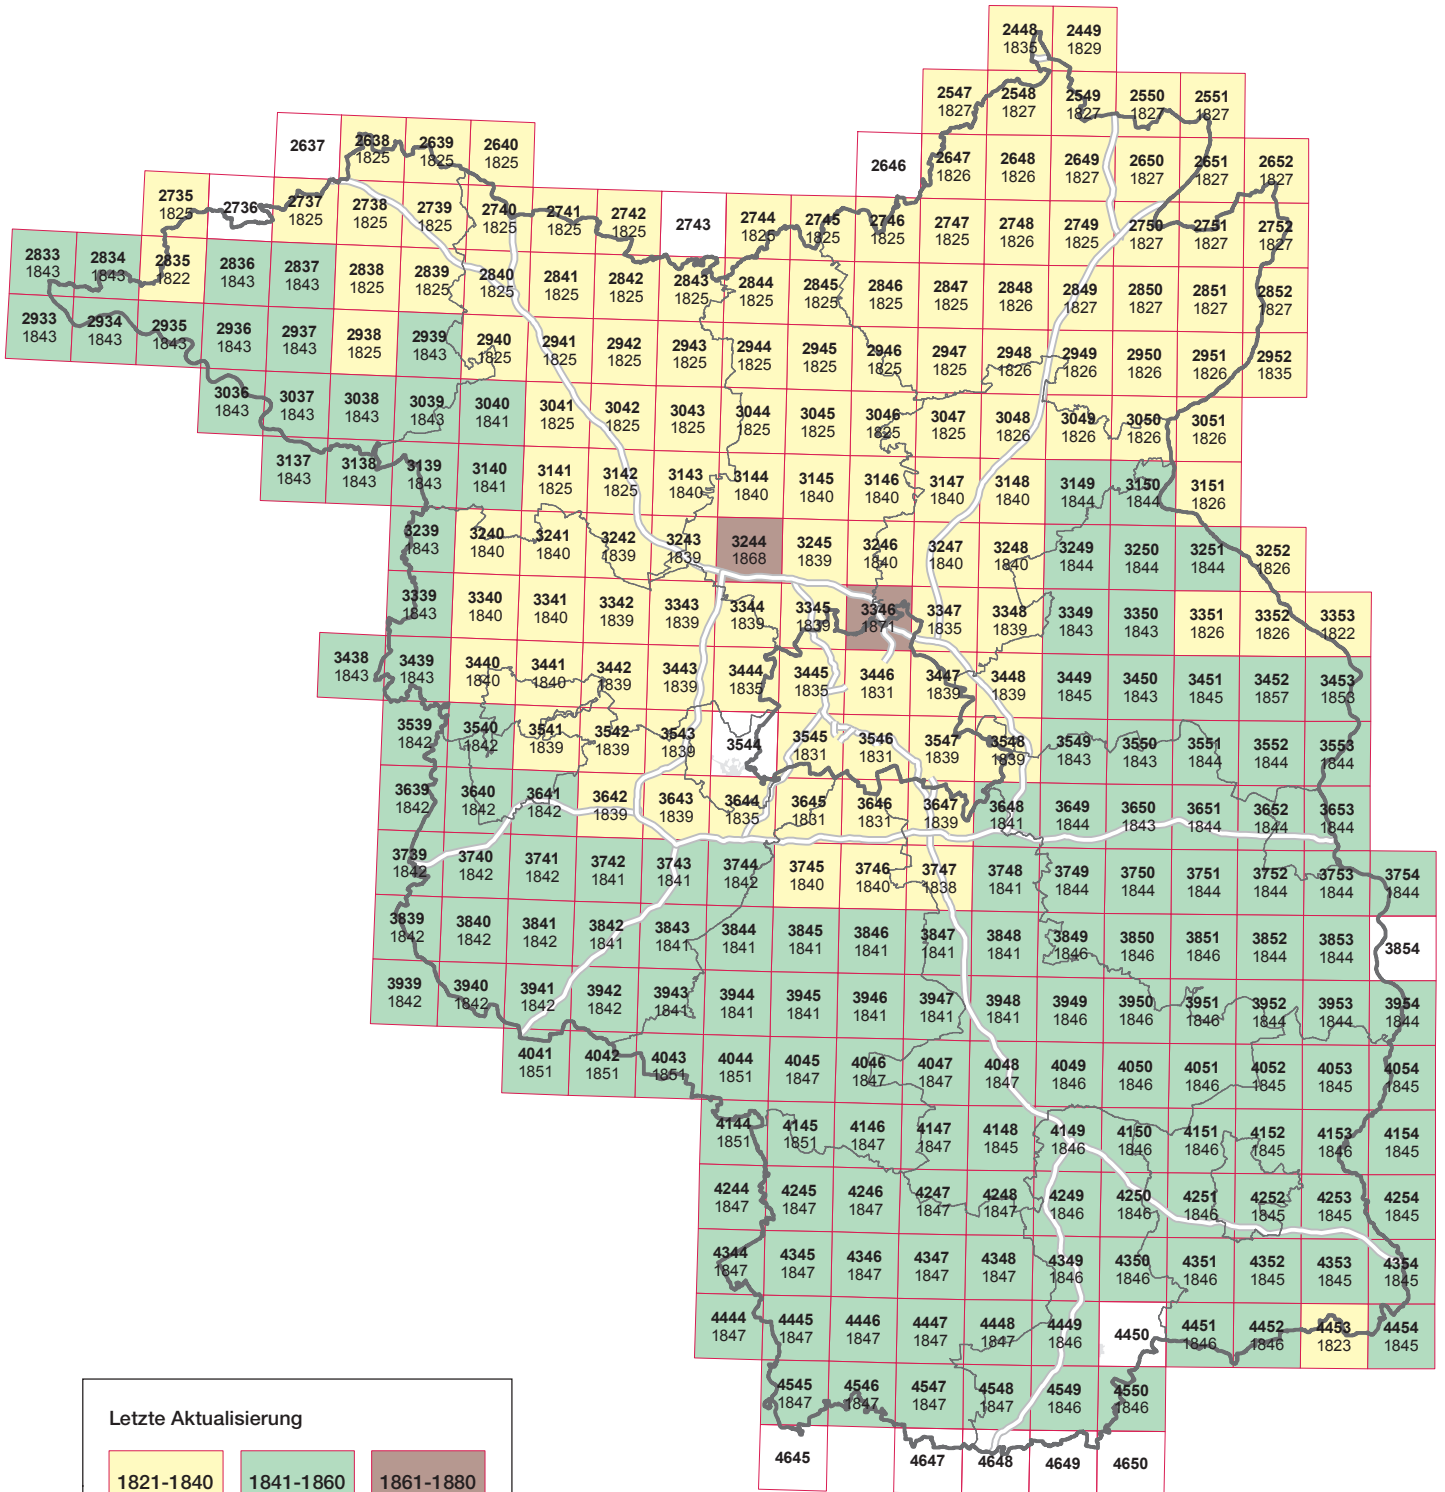 2448 2449
1835 1829
2547 2548 2549 2550 2551
1827 1827 1827 1827 1827
2637 2638 2639 2640 2646 2647 2648 2649 2650 2651 2652
1825 1825 1825 1826 1826 1827 1827 1827 1827
2735 2736 2737 2738 2739 2740 2741 2742 2743 2744 2745 2746 2747 2748 2749 2750 2751 2752
1825 1825 1825 1825 1825 1825 1825 1825 1825 1825 1825 1826 1825 1827 1827 1827
2833 2834 2835 2836 2837 2838 2839 2840 2841 2842 2843 2844 2845 2846 2847 2848 2849 2850 2851 2852
1843 1843 1822 1843 1843 1825 1825 1825 1825 1825 1825 1825 1825 1825 1825 1826 1827 1827 1827 1827
2933 2934 2935 2936 2937 2938 2939 2940 2941 2942 2943 2944 2945 2946 2947 2948 2949 2950 2951 2952
1843 1843 1843 1843 1843 1825 1843 1825 1825 1825 1825 1825 1825 1825 1825 1826 1826 1826 1826 1835
3036 3037 3038 3039 3040 3041 3042 3043 3044 3045 3046 3047 3048 3049 3050 3051
1843 1843 1843 1843 1841 1825 1825 1825 1825 1825 1825 1825 1826 1826 1826 1826
3137 3138 3139 3140 3141 3142 3143 3144 3145 3146 3147 3148 3149 3150 3151
1843 1843 1843 1841 1825 1825 1840 1840 1840 1840 1840 1840 1844 1844 1826
3239 3240 3241 3242 3243 3244 3245 3246 3247 3248 3249 3250 3251 3252
1843 1840 1840 1839 1839 1868 1839 1840 1840 1840 1844 1844 1844 1826
3339 3340 3341 3342 3343 3344 3345 3346 3347 3348 3349 3350 3351 3352 3353
1843 1840 1840 1839 1839 1839 1839 1871 1835 1839 1843 1843 1826 1826 1822
3438 3439 3440 3441 3442 3443 3444 3445 3446 3447 3448 3449 3450 3451 3452 3453
1843 1843 1840 1840 1839 1839 1835 1835 1831 1839 1839 1845 1843 1845 1857 1853
3539 3540 3541 3542 3543 3544 3545 3546 3547 3548 3549 3550 3551 3552 3553
1842 1842 1839 1839 1839 1831 1831 1839 1839 1843 1843 1844 1844 1844
3639 3640 3641 3642 3643 3644 3645 3646 3647 3648 3649 3650 3651 3652 3653
1842 1842 1842 1839 1839 1835 1831 1831 1839 1841 1844 1843 1844 1844 1844
3739 3740 3741 3742 3743 3744 3745 3746 3747 3748 3749 3750 3751 3752 3753 3754
1842 1842 1842 1841 1841 1842 1840 1840 1838 1841 1844 1844 1844 1844 1844 1844
3839 3840 3841 3842 3843 3844 3845 3846 3847 3848 3849 3850 3851 3852 3853 3854
1842 1842 1842 1841 1841 1841 1841 1841 1841 1841 1846 1846 1846 1844 1844
3939 3940 3941 3942 3943 3944 3945 3946 3947 3948 3949 3950 3951 3952 3953 3954
1842 1842 1842 1842 1841 1841 1841 1841 1841 1841 1846 1846 1846 1844 1844 1844
4041 4042 4043 4044 4045 4046 4047 4048 4049 4050 4051 4052 4053 4054
1851 1851 1851 1851 1847 1847 1847 1847 1846 1846 1846 1845 1845 1845
4144 4145 4146 4147 4148 4149 4150 4151 4152 4153 4154
1851 1851 1847 1847 1845 1846 1846 1846 1845 1846 1845
4244 4245 4246 4247 4248 4249 4250 4251 4252 4253 4254
1847 1847 1847 1847 1847 1846 1846 1846 1845 1845 1845
4344 4345 4346 4347 4348 4349 4350 4351 4352 4353 4354
1847 1847 1847 1847 1847 1846 1846 1846 1845 1845 1845
4444 4445 4446 4447 4448 4449 4450 4451 4452 4453 4454
1847 1847 1847 1847 1847 1846 1846 1846 1823 1845
4545 4546 4547 4548 4549 4550
1847 1847 1847 1847 1846 1846
4645 4647 4648 4649 4650
Letzte Aktualisierung
1821-1840 1841-1860 1861-1880